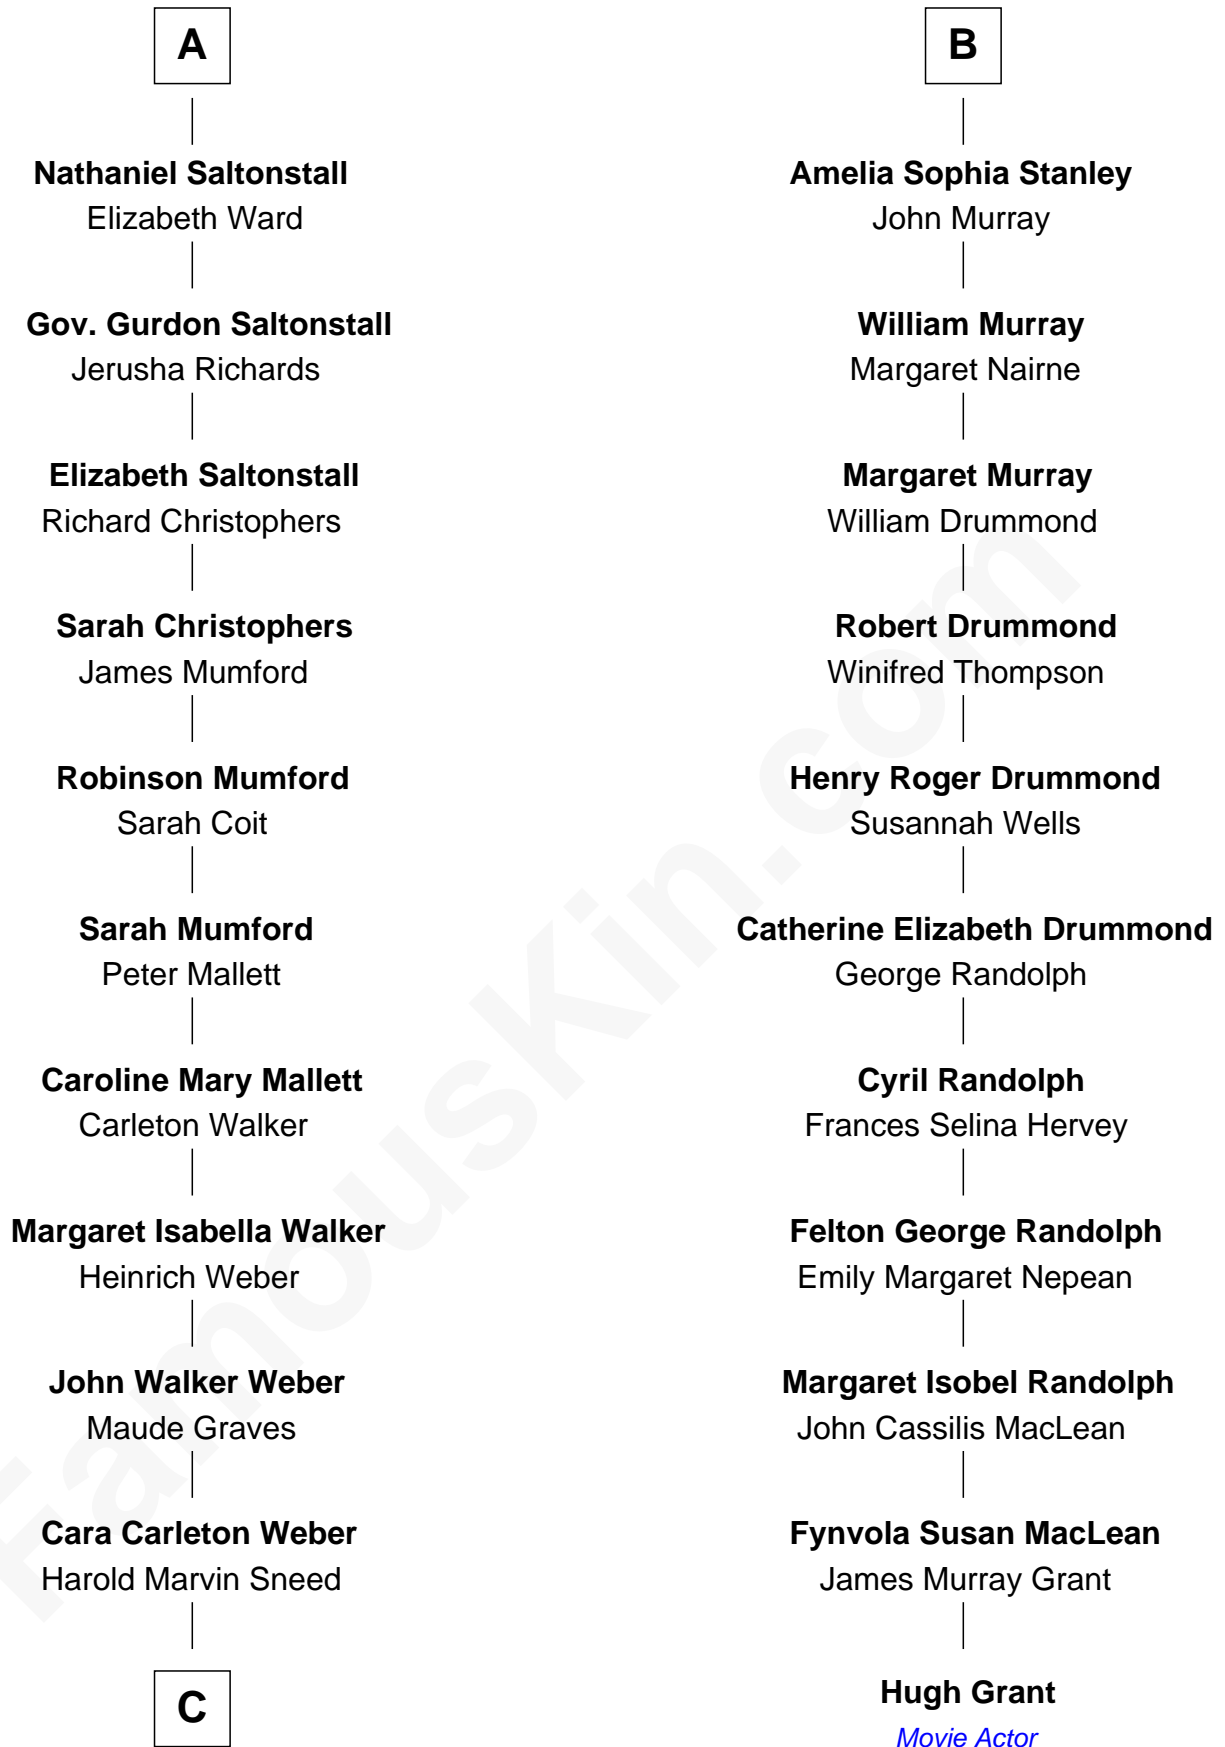 A
Nathaniel Saltonstall
Elizabeth Ward
Gov. Gurdon Saltonstall
Jerusha Richards
Elizabeth Saltonstall
Richard Christophers
Sarah Christophers
James Mumford
Robinson Mumford
Sarah Coit
Sarah Mumford
Peter Mallett
Caroline Mary Mallett
Carleton Walker
Margaret Isabella Walker
Heinrich Weber
John Walker Weber
Maude Graves
Cara Carleton Weber
Harold Marvin Sneed
C
B
Amelia Sophia Stanley
John Murray
William Murray
Margaret Nairne
Margaret Murray
William Drummond
Robert Drummond
Winifred Thompson
Henry Roger Drummond
Susannah Wells
Catherine Elizabeth Drummond
George Randolph
Cyril Randolph
Frances Selina Hervey
Felton George Randolph
Emily Margaret Nepean
Margaret Isobel Randolph
John Cassilis MacLean
Fynvola Susan MacLean
James Murray Grant
Hugh Grant
Movie Actor
FamousKin.com